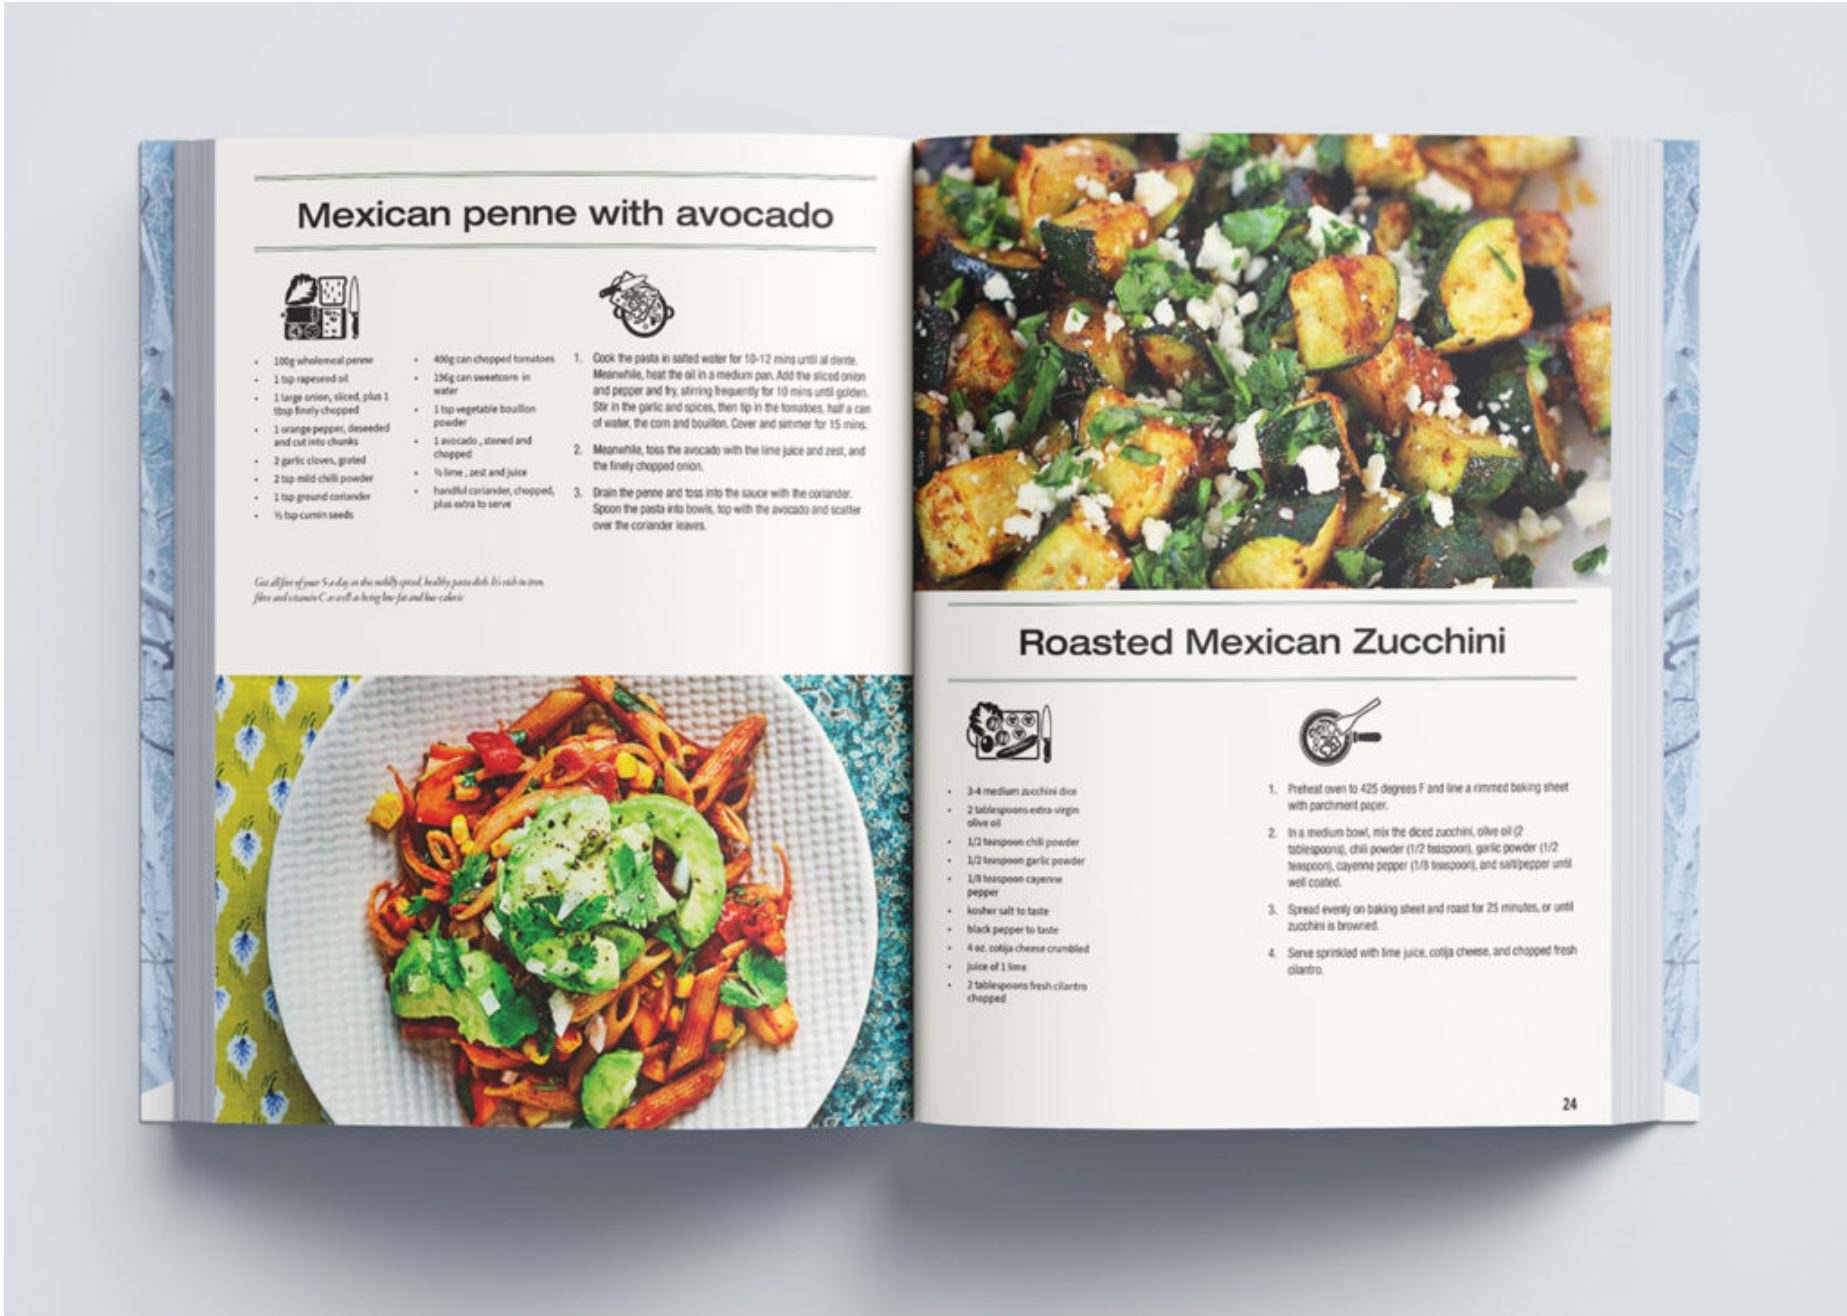 Mexican penne with avocado
100g wholemeal penne
1 tsp rapeseed oil
1 large onion, sliced, plus 1
tbsp finely chopped
1 orange pepper, deseeded
and cut into chunks
2 garlic cloves, grated
2 tsp mild chilli powder
1 tsp ground coriander
½ tsp cumin seeds
400g can chopped tomatoes
196g can sweetcorn in
water
1 tsp vegetable bouillon
powder
1 avocado , stoned and
chopped
½ lime , zest and juice
handful coriander, chopped,
plus extra to serve
1. Cook the pasta in salted water for 10-12 mins until al dente.
Meanwhile, heat the oil in a medium pan. Add the sliced onion
and pepper and fry, stirring frequently for 10 mins until golden.
Stir in the garlic and spices, then tip in the tomatoes, half a can
of water, the corn and bouillon. Cover and simmer for 15 mins.
2. Meanwhile, toss the avocado with the lime juice and zest, and
the finely chopped onion.
3. Drain the penne and toss into the sauce with the coriander.
Spoon the pasta into bowls, top with the avocado and scatter
over the coriander leaves.
Get all five of your 5 a day in this mildly spiced, healthy pasta dish. It's rich in iron,
fibre and vitamin C as well as being low-fat and low-calorie
Roasted Mexican Zucchini
3-4 medium zucchini dice
2 tablespoons extra-virgin
olive oil
1/2 teaspoon chili powder
1/2 teaspoon garlic powder
1/8 teaspoon cayenne
pepper
kosher salt to taste
black pepper to taste
4 oz. cotija cheese crumbled
juice of 1 lime
2 tablespoons fresh cilantro
chopped
1. Preheat oven to 425 degrees F and line a rimmed baking sheet
with parchment paper.
2. In a medium bowl, mix the diced zucchini, olive oil (2
tablespoons), chili powder (1/2 teaspoon), garlic powder (1/2
teaspoon), cayenne pepper (1/8 teaspoon), and salt/pepper until
well coated.
3. Spread evenly on baking sheet and roast for 25 minutes, or until
zucchini is browned.
4. Serve sprinkled with lime juice, cotija cheese, and chopped fresh
cilantro.
24